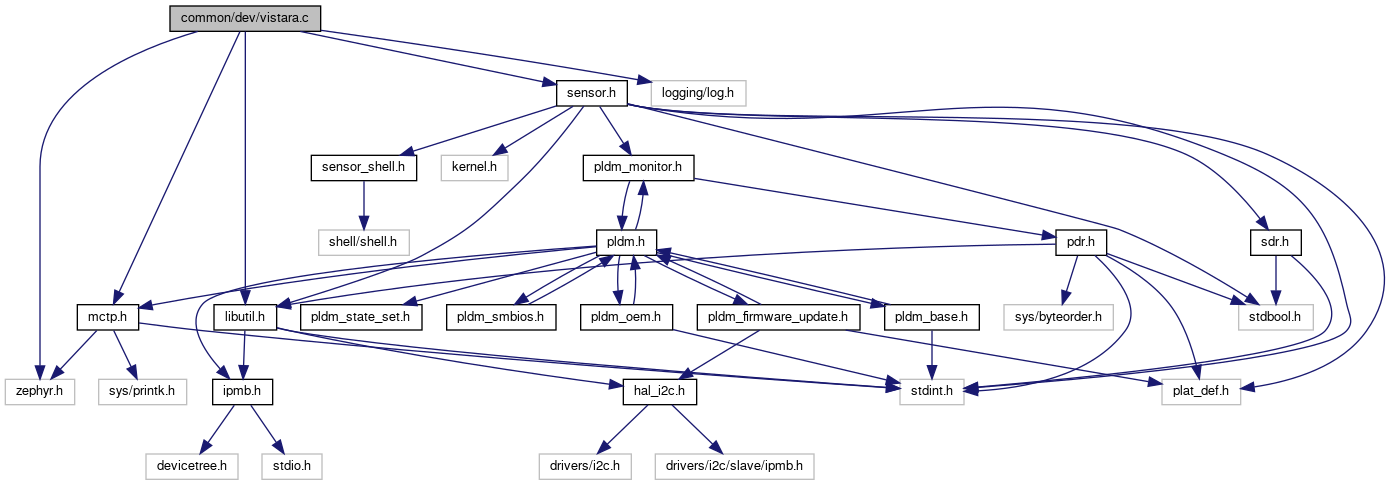 common/dev/vistara.c
sensor.h
logging/log.h
sensor_shell.h
kernel.h
pldm_monitor.h
shell/shell.h
pldm.h
pdr.h
sdr.h
mctp.h
libutil.h
pldm_state_set.h
pldm_smbios.h
pldm_oem.h
pldm_firmware_update.h
pldm_base.h
sys/byteorder.h
stdbool.h
zephyr.h
sys/printk.h
ipmb.h
hal_i2c.h
stdint.h
plat_def.h
devicetree.h
stdio.h
drivers/i2c.h
drivers/i2c/slave/ipmb.h